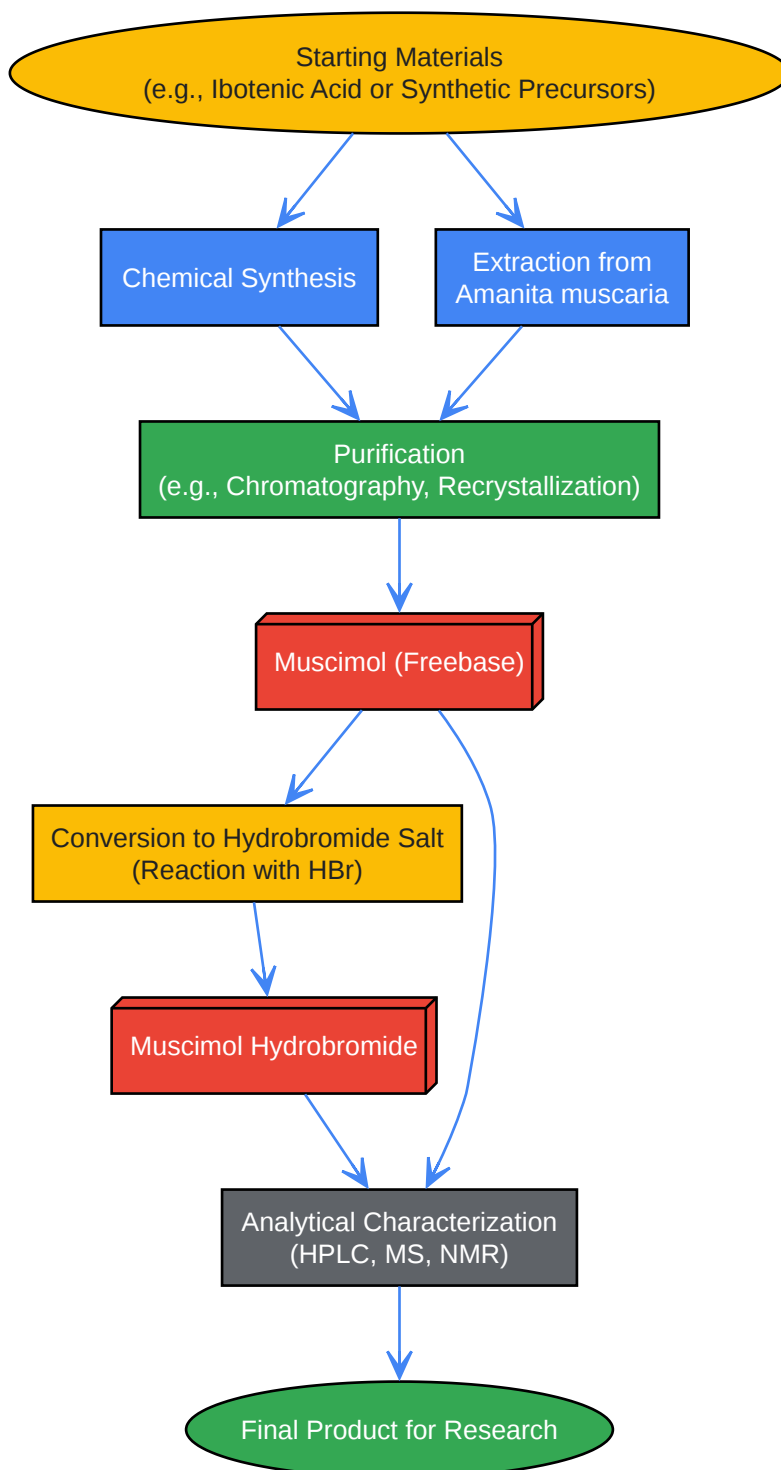 Starting Materials
(e.g., Ibotenic Acid or Synthetic Precursors)
Chemical Synthesis
Extraction from
Amanita muscaria
Purification
(e.g., Chromatography, Recrystallization)
Muscimol (Freebase)
Conversion to Hydrobromide Salt
(Reaction with HBr)
Muscimol Hydrobromide
Analytical Characterization
(HPLC, MS, NMR)
Final Product for Research